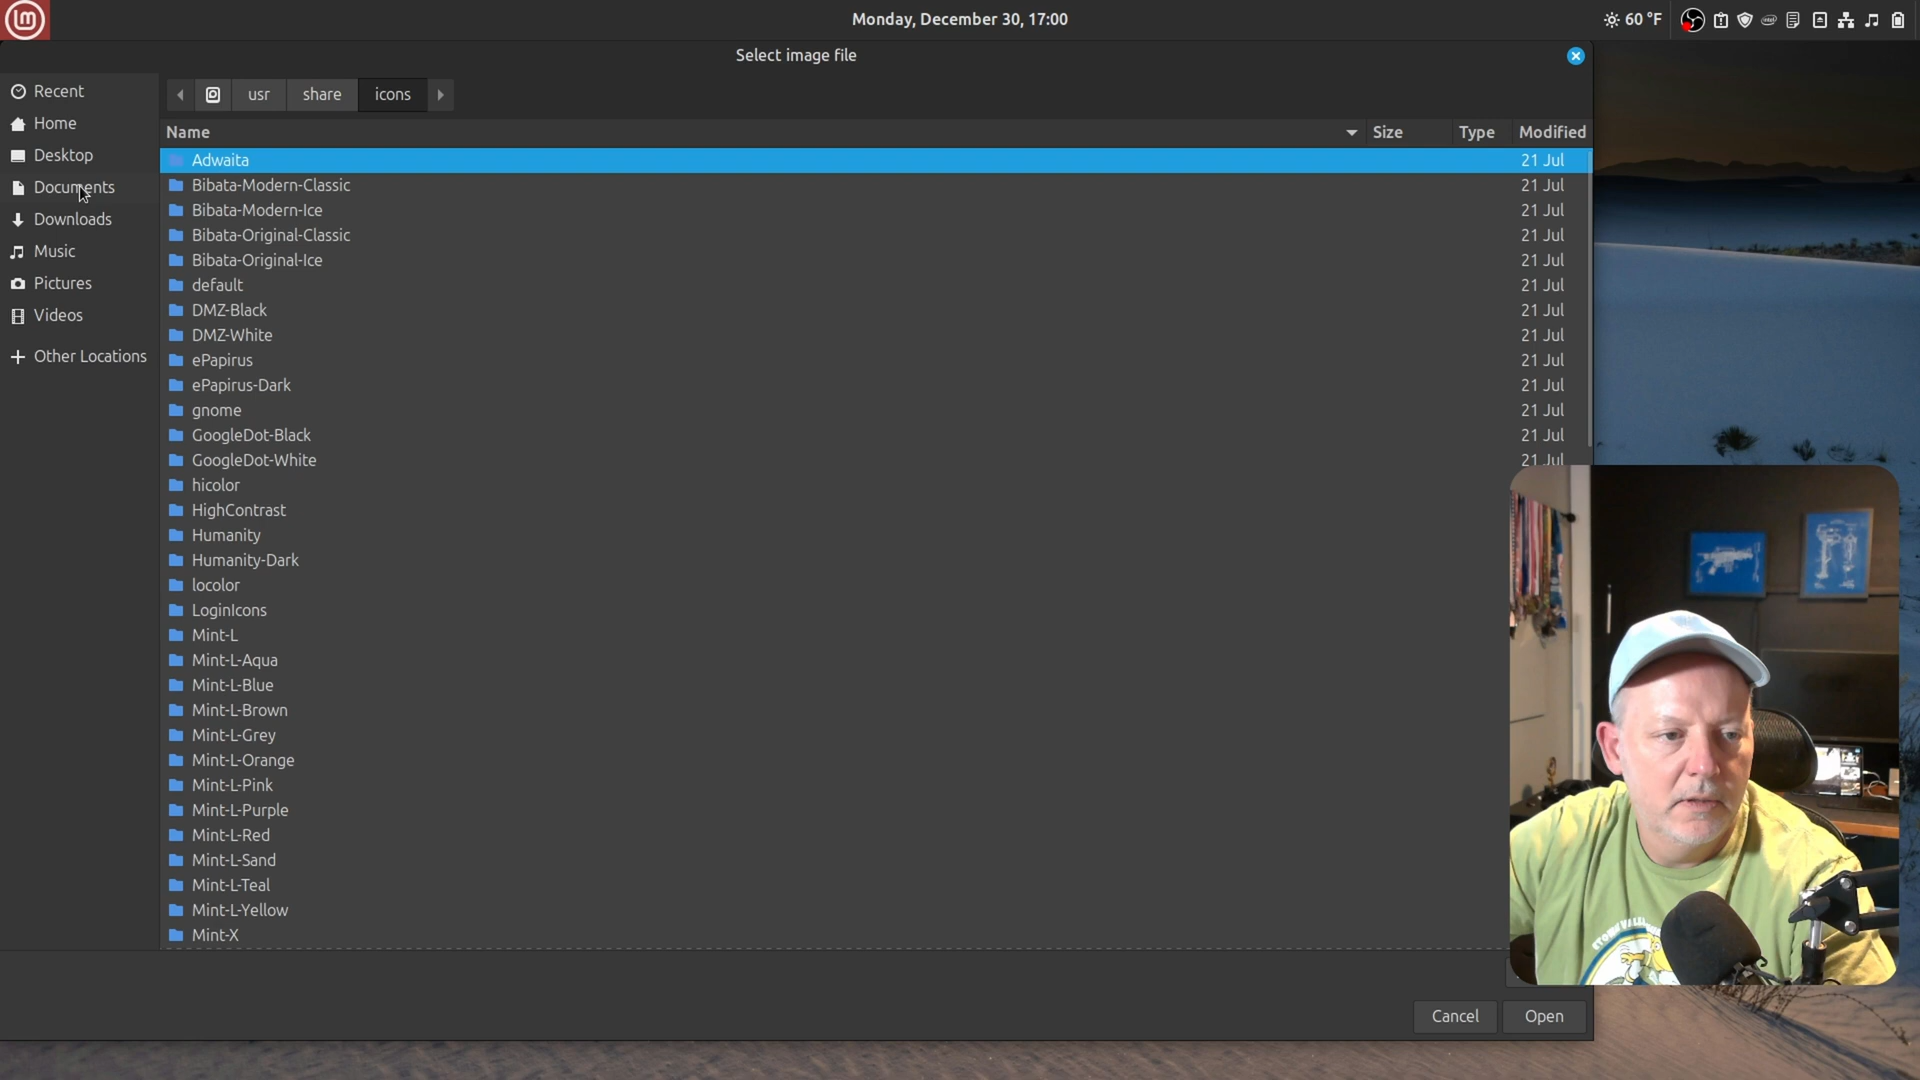 Monday, December 30, 17:00
60 °F
Select image file
Recent
Home
Desktop
Documents
Downloads
Music
Pictures
Videos
Other Locations
usr
share
icons
Name
Size
Type
Modified
Adwaita 21 Jul
Bibata-Modern-Classic 21 Jul
Bibata-Modern-Ice 21 Jul
Bibata-Original-Classic 21 Jul
Bibata-Original-Ice 21 Jul
default 21 Jul
DMZ-Black 21 Jul
DMZ-White 21 Jul
ePapirus 21 Jul
ePapirus-Dark 21 Jul
gnome 21 Jul
GoogleDot-Black 21 Jul
GoogleDot-White 21 Jul
hicolor
HighContrast
Humanity
Humanity-Dark
locolor
LoginIcons
Mint-L
Mint-L-Aqua
Mint-L-Blue
Mint-L-Brown
Mint-L-Grey
Mint-L-Orange
Mint-L-Pink
Mint-L-Purple
Mint-L-Red
Mint-L-Sand
Mint-L-Teal
Mint-L-Yellow
Mint-X
Cancel
Open